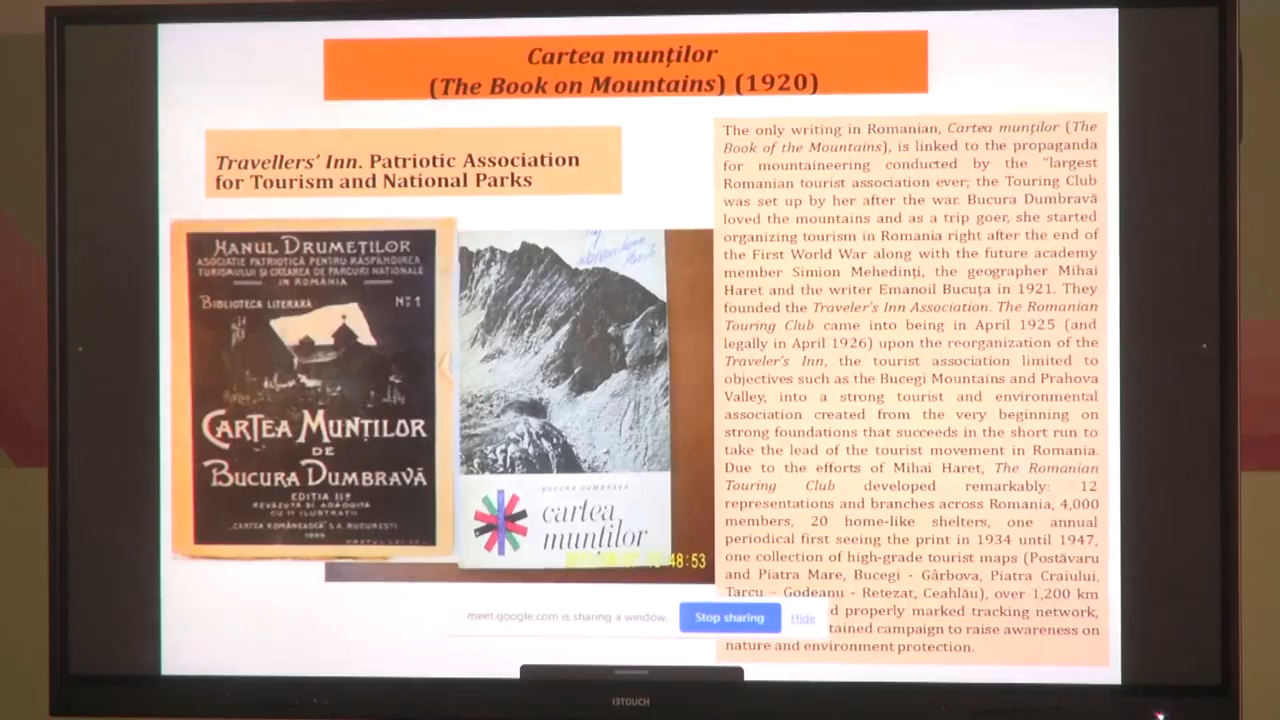 Cartea munților
(The Book on Mountains) (1920)
Travellers' Inn. Patriotic Association
for Tourism and National Parks
HANUL DRUMEȚILOR
ASOCIAȚIE PATRIOTICĂ PENTRU RĂSPÂNDIREA
TURISMULUI ȘI CREAREA DE PARCURI NAȚIONALE
IN ROMÂNIA
BIBLIOTECA LITERARĂ No 1
CARTEA MUNȚILOR
DE
BUCURA DUMBRAVĂ
EDITIA II
REVĂZUTĂ ȘI ADĂOGITĂ
CU 11 ILUSTRAȚII
„CARTEA ROMÂNEASCĂ" S.A. BUCUREȘTI
BUCURA DUMBRAVĂ
cartea
munților
48:53
The only writing in Romanian, Cartea munților (The
Book of the Mountains), is linked to the propaganda
for mountaineering conducted by the "largest
Romanian tourist association ever; the Touring Club
was set up by her after the war. Bucura Dumbravă
loved the mountains and as a trip goer, she started
organizing tourism in Romania right after the end of
the First World War along with the future academy
member Simion Mehedinți, the geographer Mihai
Haret and the writer Emanoil Bucuța in 1921. They
founded the Traveler's Inn Association. The Romanian
Touring Club came into being in April 1925 (and
legally in April 1926) upon the reorganization of the
Traveler's Inn, the tourist association limited to
objectives such as the Bucegi Mountains and Prahova
Valley, into a strong tourist and environmental
association created from the very beginning on
strong foundations that succeeds in the short run to
take the lead of the tourist movement in Romania.
Due to the efforts of Mihai Haret, The Romanian
Touring Club developed remarkably: 12
representations and branches across Romania, 4,000
members, 20 home-like shelters, one annual
periodical first seeing the print in 1934 until 1947,
one collection of high-grade tourist maps (Postăvaru
and Piatra Mare, Bucegi - Gârbova, Piatra Craiului,
Tarcu - Godeanu - Retezat, Ceahlău), over 1,200 km
d properly marked tracking network,
tained campaign to raise awareness on
nature and environment protection.
meet.google.com is sharing a window. Stop sharing Hide
i3TOUCH